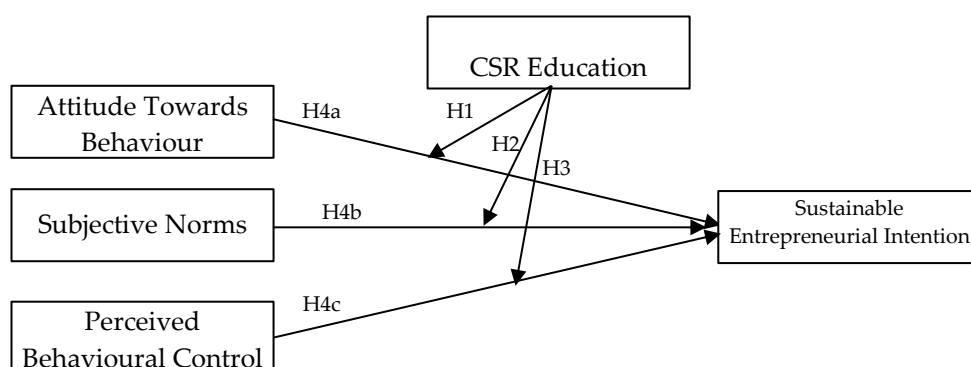 CSR Education
Attitude Towards
Behaviour
H4a
H1
H2
H3
Subjective Norms
H4b
Sustainable
Entrepreneurial Intention
H4c
Perceived
Behavioural Control